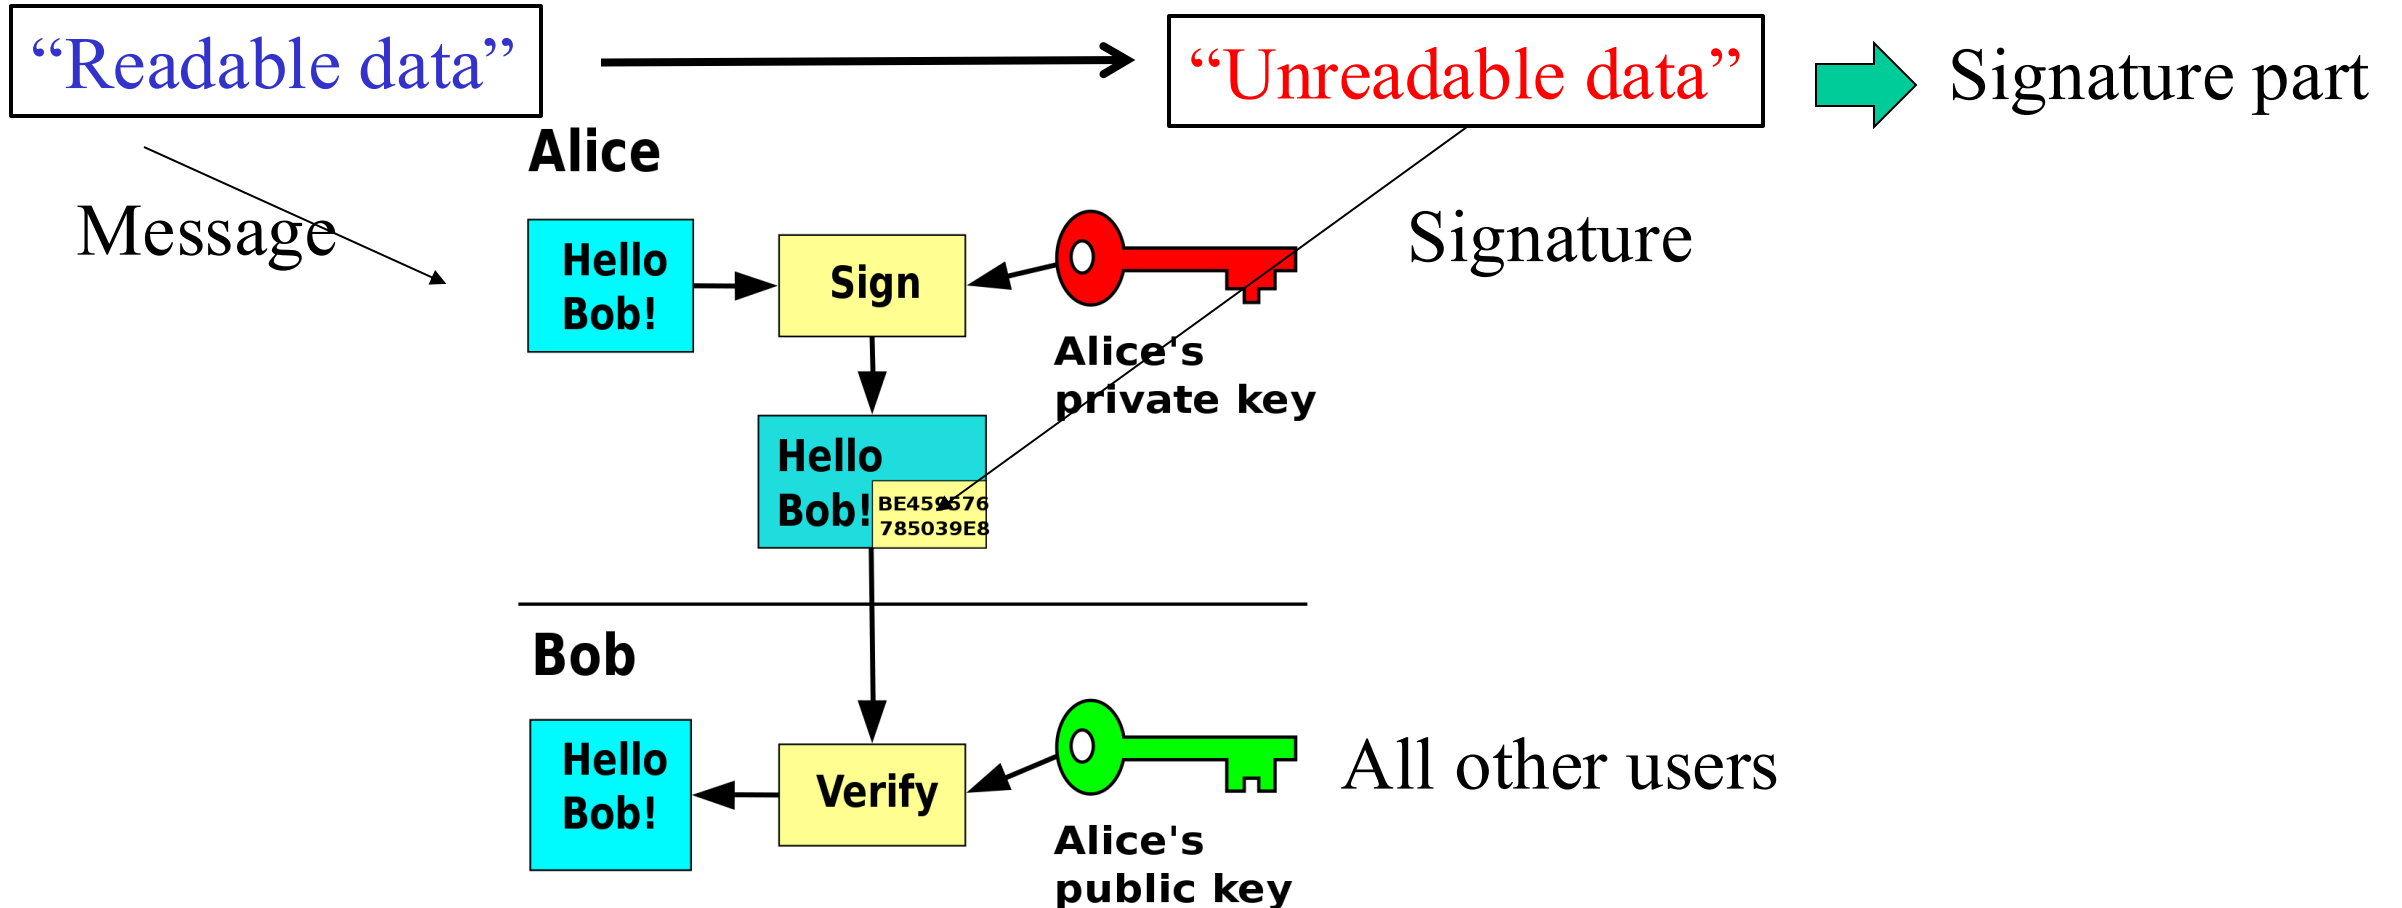 “Readable data”
“Unreadable data”
Signature part
Alice
Message
Signature
Hello
Bob!
Sign
Alice's
private key
Hello
Bob!
BE459576
785039E8
Bob
Hello
Bob!
Verify
All other users
Alice's
public key